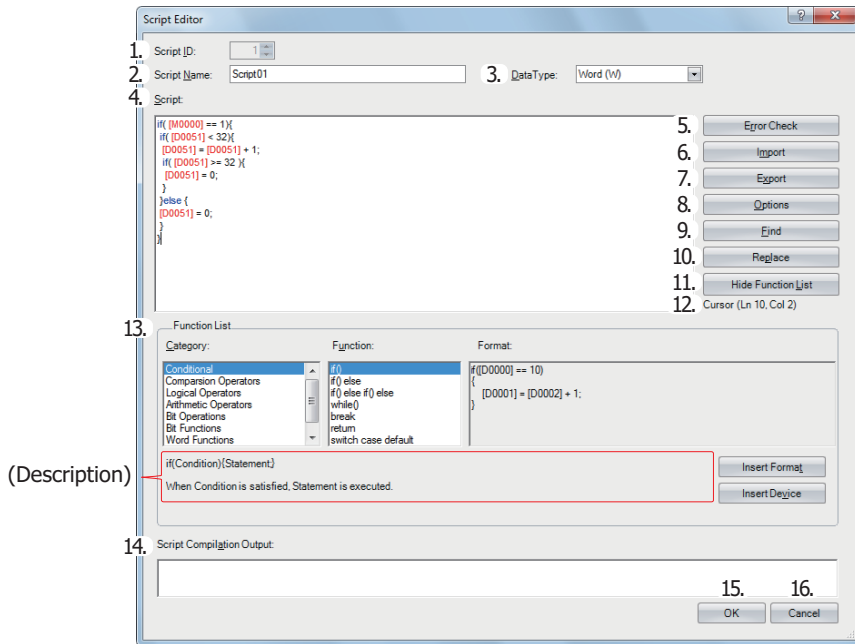 Script Editor
1. Script ID: 1
2. Script Name: Script01 3. DataType: Word (W)
4. Script:
if( [M0000] == 1){
if( [D0051] < 32){
[D0051] = [D0051] + 1;
if( [D0051] >= 32 ){
[D0051] = 0;
}
}else {
[D0051] = 0;
}
}
5. Error Check
6. Import
7. Export
8. Options
9. Find
10. Replace
11. Hide Function List
12. Cursor (Ln 10, Col 2)
13. Function List
Category: Function: Format:
Conditional
Comparsion Operators
Logical Operators
Arithmetic Operators
Bit Operations
Bit Functions
Word Functions
if()
if() else
if() else if() else
while()
break
return
switch case default
if([D0000] == 10)
{
[D0001] = [D0002] + 1;
}
(Description)
if(Condition){Statement;}
When Condition is satisfied, Statement is executed.
Insert Format
Insert Device
14. Script Compilation Output:
15. 16.
OK Cancel